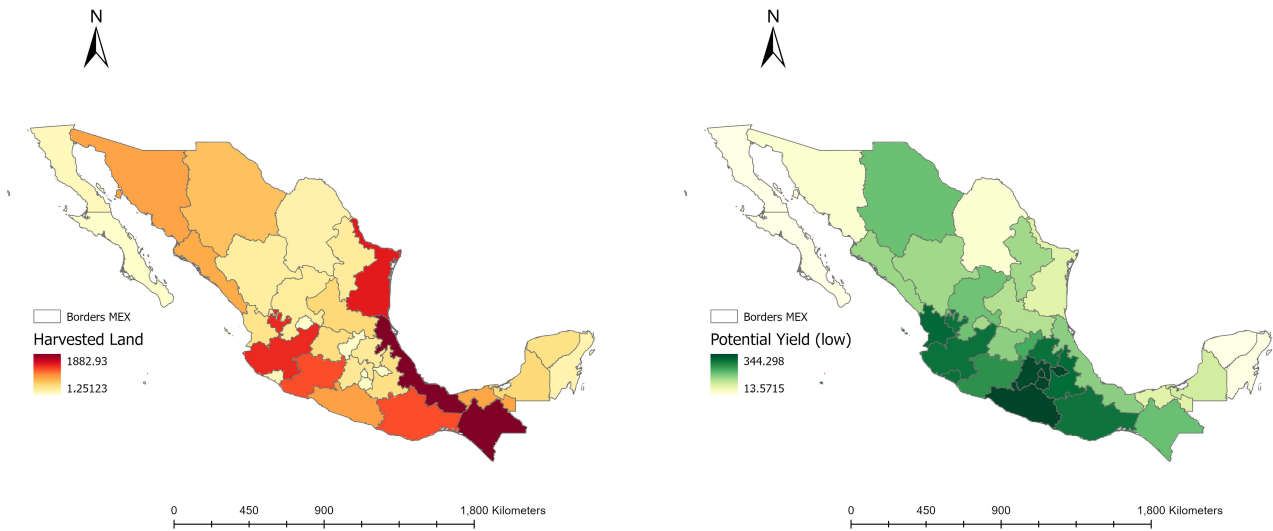 N
Borders MEX
Harvested Land
1882.93
1.25123
0 450 900 1,800 Kilometers
N
Borders MEX
Potential Yield (low)
344.298
13.5715
0 450 900 1,800 Kilometers